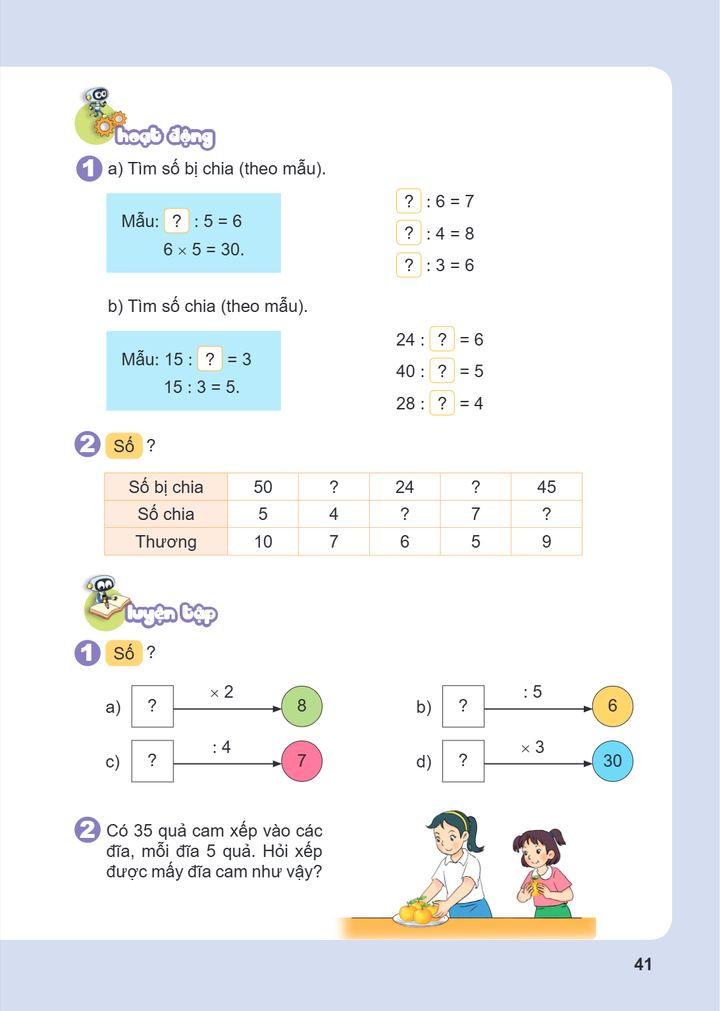 hoạt động
1 a) Tìm số bị chia (theo mẫu).
Mẫu: ? : 5 = 6
6 × 5 = 30.
? : 6 = 7
? : 4 = 8
? : 3 = 6
b) Tìm số chia (theo mẫu).
Mẫu: 15 : ? = 3
15 : 3 = 5.
24 : ? = 6
40 : ? = 5
28 : ? = 4
2 Số ?
Số bị chia 50 ? 24 ? 45
Số chia 5 4 ? 7 ?
Thương 10 7 6 5 9
luyện tập
1 Số ?
a) ? × 2 8
b) ? : 5 6
c) ? : 4 7
d) ? × 3 30
2 Có 35 quả cam xếp vào các
đĩa, mỗi đĩa 5 quả. Hỏi xếp
được mấy đĩa cam như vậy?
41